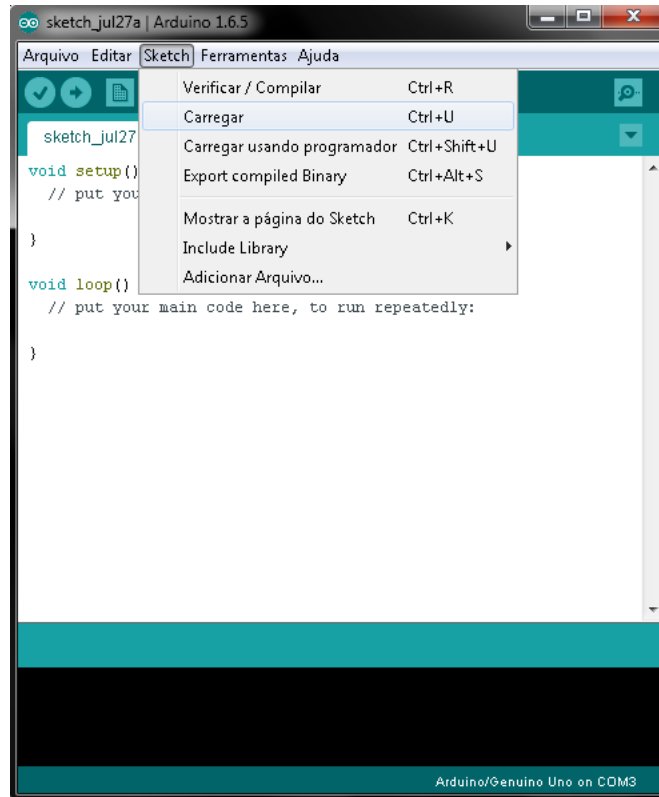 sketch_jul27a | Arduino 1.6.5
Arquivo Editar Sketch Ferramentas Ajuda
Verificar / Compilar Ctrl+R
Carregar Ctrl+U
Carregar usando programador Ctrl+Shift+U
Export compiled Binary Ctrl+Alt+S
Mostrar a página do Sketch Ctrl+K
Include Library
Adicionar Arquivo...
sketch_jul27
void setup()
// put you
}
void loop()
// put your main code here, to run repeatedly:
}
Arduino/Genuino Uno on COM3